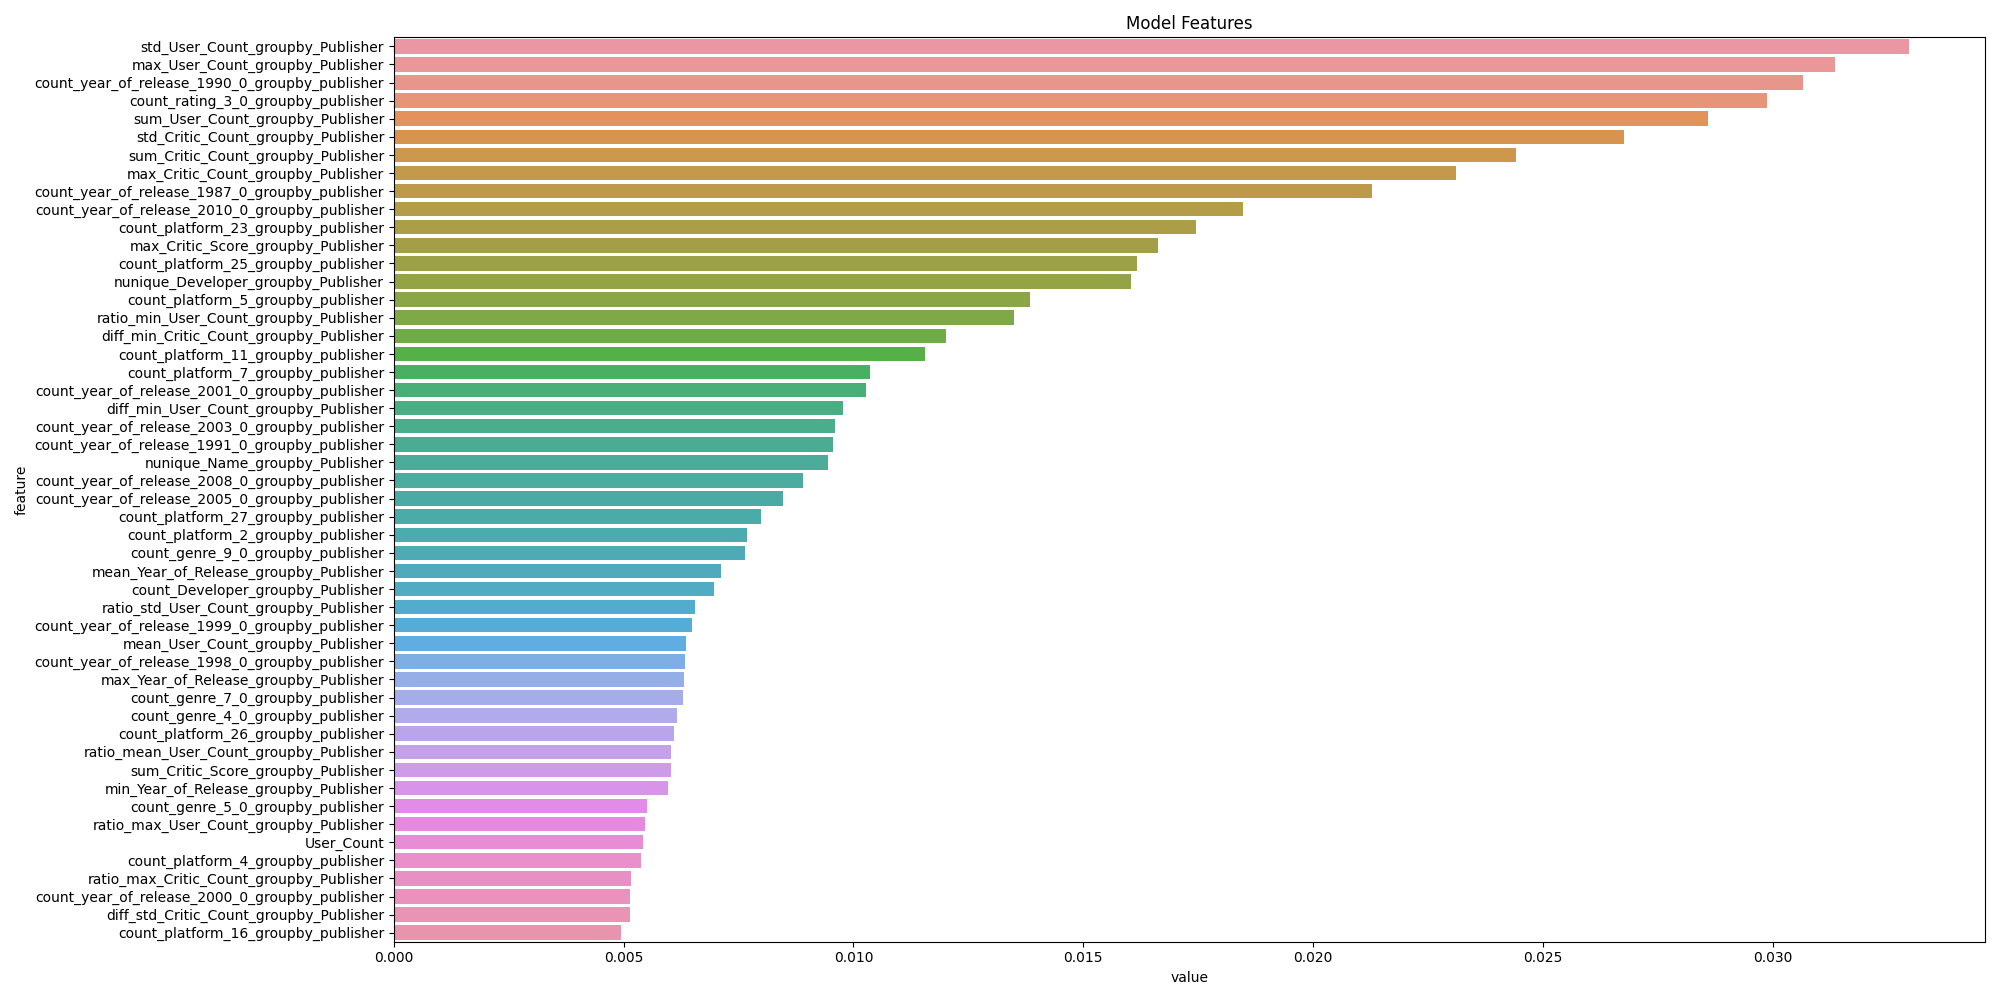 Model Features
std_User_Count_groupby_Publisher
max_User_Count_groupby_Publisher
count_year_of_release_1990_0_groupby_publisher
count_rating_3_0_groupby_publisher
sum_User_Count_groupby_Publisher
std_Critic_Count_groupby_Publisher
sum_Critic_Count_groupby_Publisher
max_Critic_Count_groupby_Publisher
count_year_of_release_1987_0_groupby_publisher
count_year_of_release_2010_0_groupby_publisher
count_platform_23_groupby_publisher
max_Critic_Score_groupby_Publisher
count_platform_25_groupby_publisher
nunique_Developer_groupby_Publisher
count_platform_5_groupby_publisher
ratio_min_User_Count_groupby_Publisher
diff_min_Critic_Count_groupby_Publisher
count_platform_11_groupby_publisher
count_platform_7_groupby_publisher
count_year_of_release_2001_0_groupby_publisher
diff_min_User_Count_groupby_Publisher
count_year_of_release_2003_0_groupby_publisher
count_year_of_release_1991_0_groupby_publisher
nunique_Name_groupby_Publisher
count_year_of_release_2008_0_groupby_publisher
count_year_of_release_2005_0_groupby_publisher
count_platform_27_groupby_publisher
count_platform_2_groupby_publisher
count_genre_9_0_groupby_publisher
mean_Year_of_Release_groupby_Publisher
count_Developer_groupby_Publisher
ratio_std_User_Count_groupby_Publisher
count_year_of_release_1999_0_groupby_publisher
mean_User_Count_groupby_Publisher
count_year_of_release_1998_0_groupby_publisher
max_Year_of_Release_groupby_Publisher
count_genre_7_0_groupby_publisher
count_genre_4_0_groupby_publisher
count_platform_26_groupby_publisher
ratio_mean_User_Count_groupby_Publisher
sum_Critic_Score_groupby_Publisher
min_Year_of_Release_groupby_Publisher
count_genre_5_0_groupby_publisher
ratio_max_User_Count_groupby_Publisher
User_Count
count_platform_4_groupby_publisher
ratio_max_Critic_Count_groupby_Publisher
count_year_of_release_2000_0_groupby_publisher
diff_std_Critic_Count_groupby_Publisher
count_platform_16_groupby_publisher
feature
0.000 0.005 0.010 0.015 0.020 0.025 0.030
value